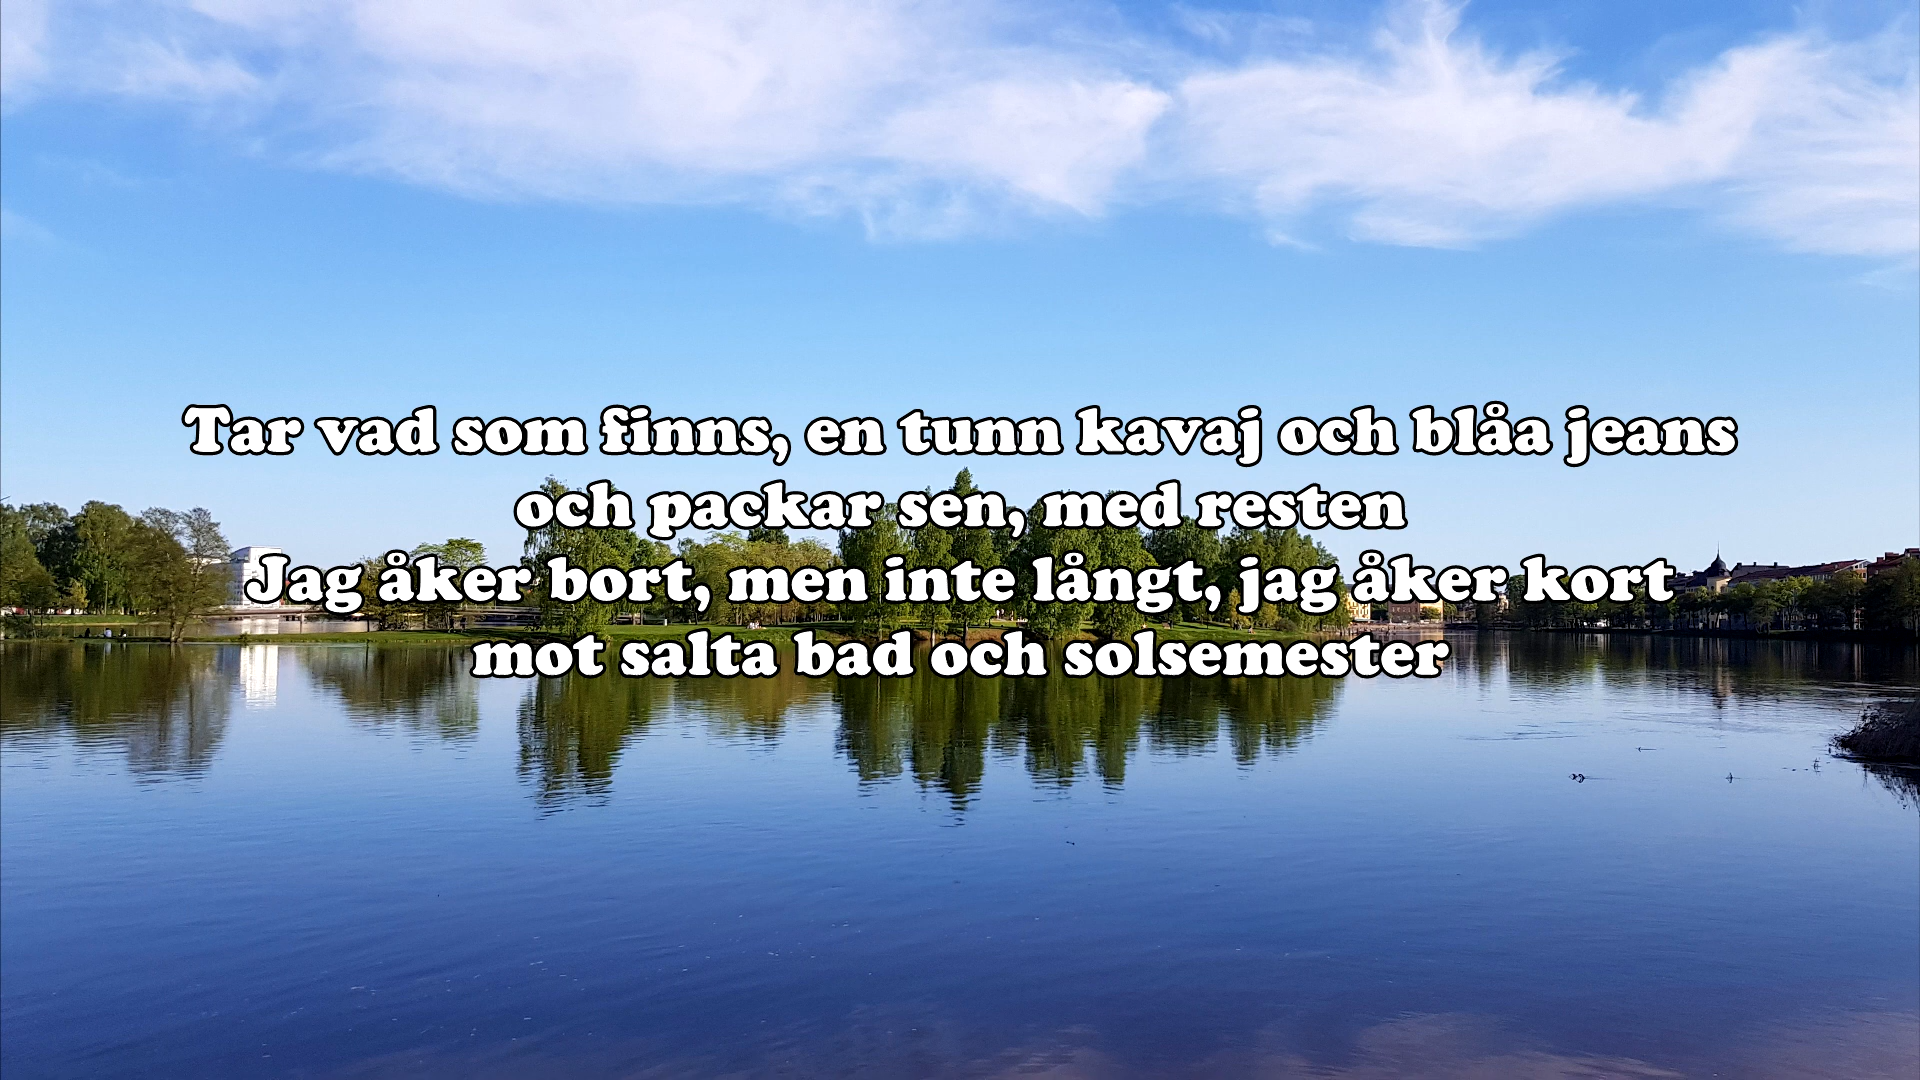 Tar vad som finns, en tunn kavaj och blåa jeans
och packar sen, med resten
Jag åker bort, men inte långt, jag åker kort
mot salta bad och solsemester